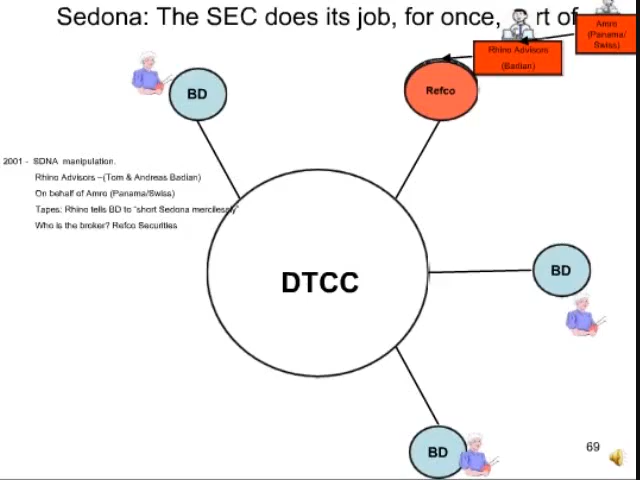 Sedona: The SEC does its job, for once, rt of
Amro
(Panama/
Swiss)
Rhino Advisors
(Badian)
BD
Refco
2001 - SDNA manipulation.
Rhino Advisors –(Tom & Andreas Badian)
On behalf of Amro (Panama/Swiss)
Tapes: Rhino tells BD to "short Sedona mercilessly"
Who is the broker? Refco Securities
DTCC
BD
BD
69